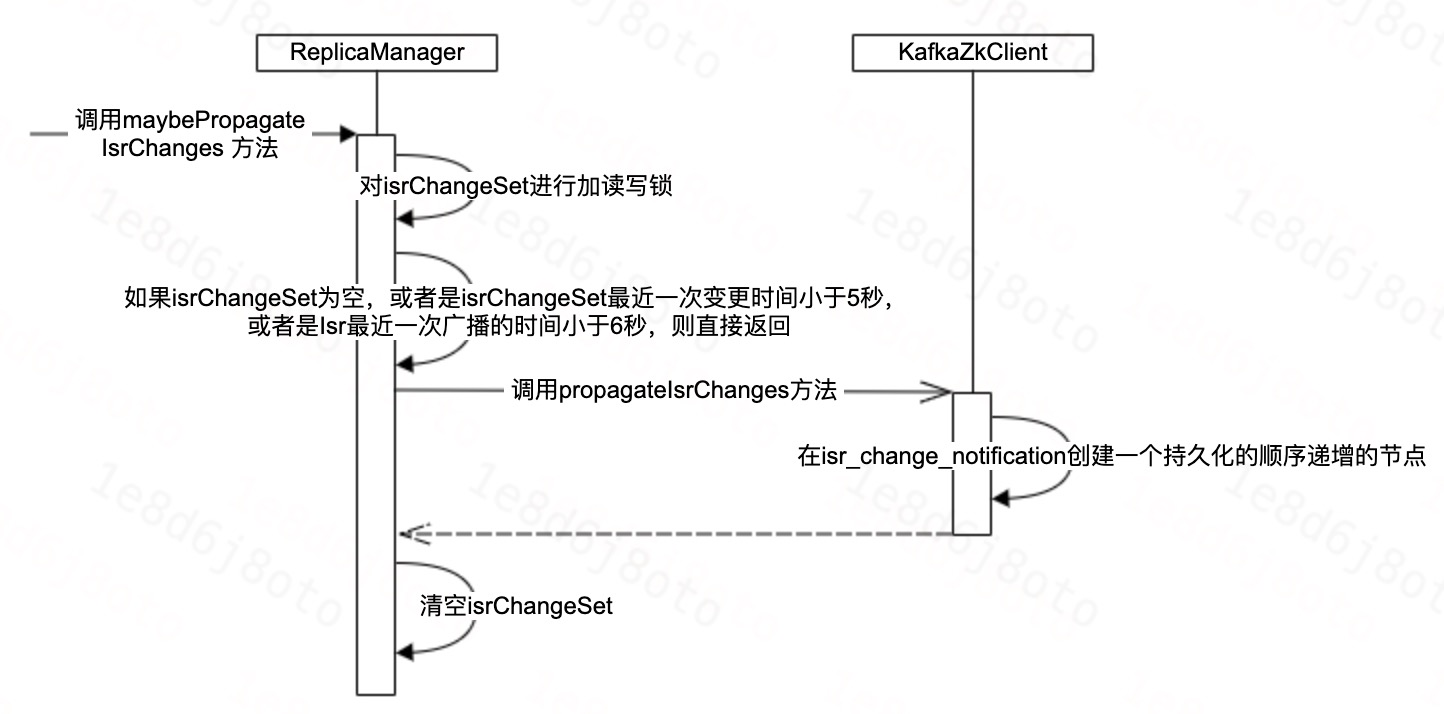 ReplicaManager
KafkaZkClient
调用maybePropagate
IsrChanges 方法
对isrChangeSet进行加读写锁
如果isrChangeSet为空，或者是isrChangeSet最近一次变更时间小于5秒，
或者是Isr最近一次广播的时间小于6秒，则直接返回
调用propagateIsrChanges方法
在isr_change_notification创建一个持久化的顺序递增的节点
清空isrChangeSet
1e8d6j8oto